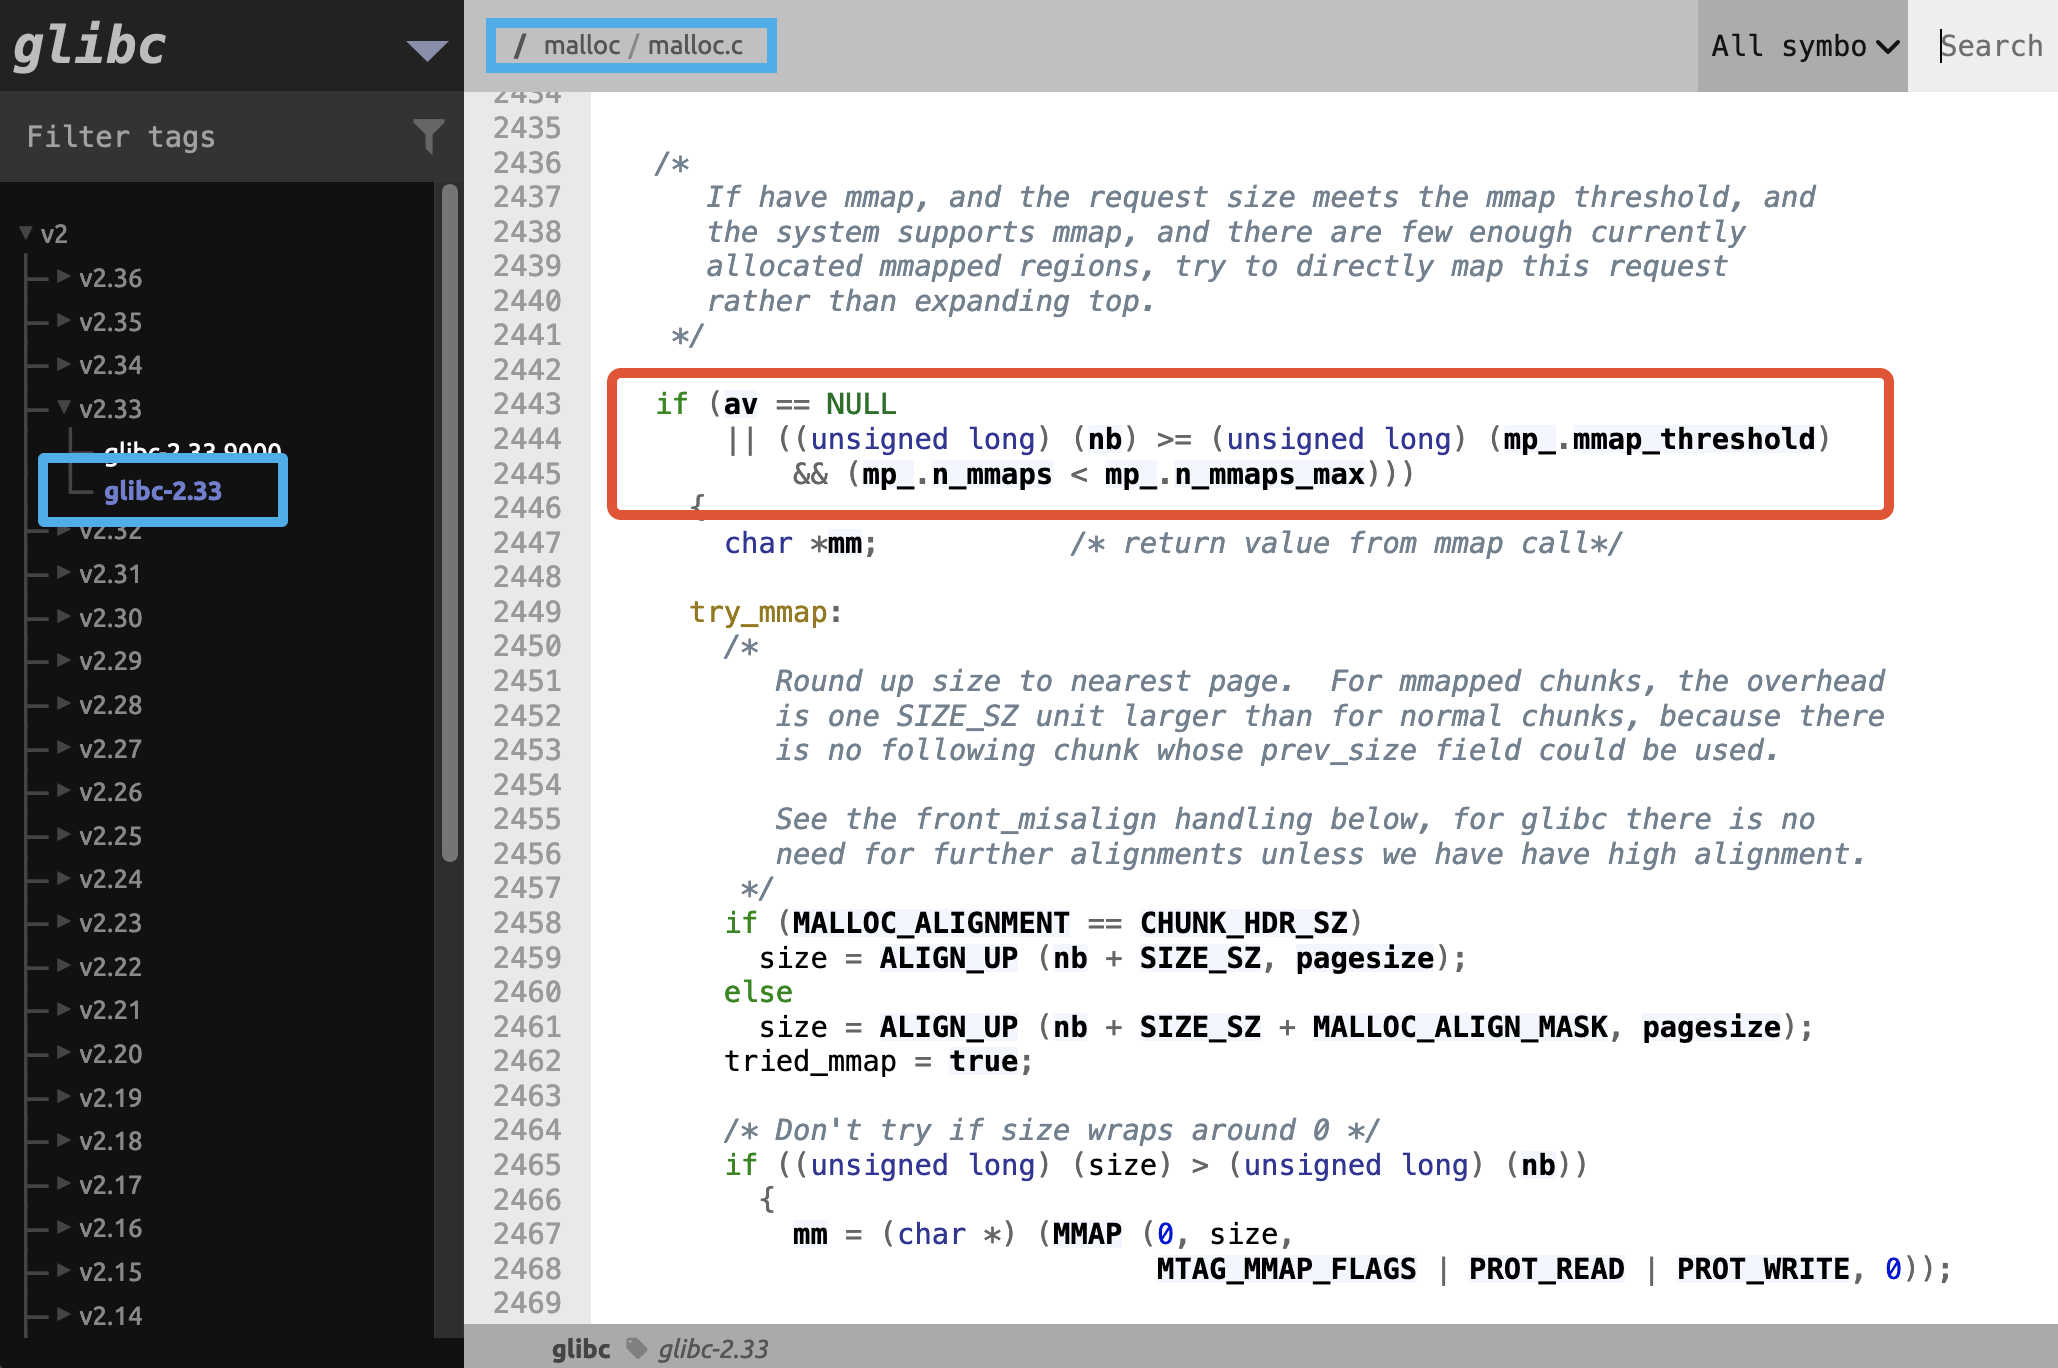 glibc
/ malloc / malloc.c
All symbo
Search
Filter tags
v2
v2.36
v2.35
v2.34
v2.33
glibc-2.33.9000
glibc-2.33
v2.32
v2.31
v2.30
v2.29
v2.28
v2.27
v2.26
v2.25
v2.24
v2.23
v2.22
v2.21
v2.20
v2.19
v2.18
v2.17
v2.16
v2.15
v2.14
2434
2435
2436 /*
2437 If have mmap, and the request size meets the mmap threshold, and
2438 the system supports mmap, and there are few enough currently
2439 allocated mmapped regions, try to directly map this request
2440 rather than expanding top.
2441 */
2442
2443 if (av == NULL
2444 || ((unsigned long) (nb) >= (unsigned long) (mp_.mmap_threshold)
2445 && (mp_.n_mmaps < mp_.n_mmaps_max)))
2446 {
2447 char *mm; /* return value from mmap call*/
2448
2449 try_mmap:
2450 /*
2451 Round up size to nearest page. For mmapped chunks, the overhead
2452 is one SIZE_SZ unit larger than for normal chunks, because there
2453 is no following chunk whose prev_size field could be used.
2454
2455 See the front_misalign handling below, for glibc there is no
2456 need for further alignments unless we have have high alignment.
2457 */
2458 if (MALLOC_ALIGNMENT == CHUNK_HDR_SZ)
2459 size = ALIGN_UP (nb + SIZE_SZ, pagesize);
2460 else
2461 size = ALIGN_UP (nb + SIZE_SZ + MALLOC_ALIGN_MASK, pagesize);
2462 tried_mmap = true;
2463
2464 /* Don't try if size wraps around 0 */
2465 if ((unsigned long) (size) > (unsigned long) (nb))
2466 {
2467 mm = (char *) (MMAP (0, size,
2468 MTAG_MMAP_FLAGS | PROT_READ | PROT_WRITE, 0));
2469
glibc glibc-2.33